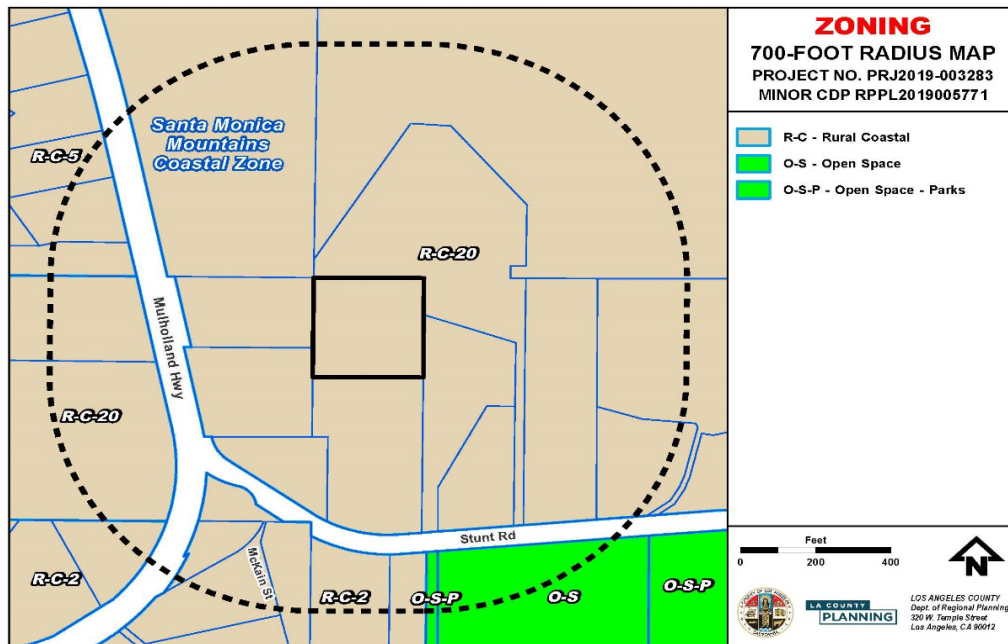 ZONING
700-FOOT RADIUS MAP
PROJECT NO. PRJ2019-003283
MINOR CDP RPPL2019005771
R-C - Rural Coastal
O-S - Open Space
O-S-P - Open Space - Parks
Santa Monica
Mountains
Coastal Zone
R-C-5
R-C-20
Mulholland Hwy
R-C-20
Stunt Rd
McKain St
R-C-2
R-C-2
O-S-P
O-S
O-S-P
Feet
0 200 400
N
LA COUNTY
PLANNING
LOS ANGELES COUNTY
Dept. of Regional Planning
320 W. Temple Street
Los Angeles, CA 90012